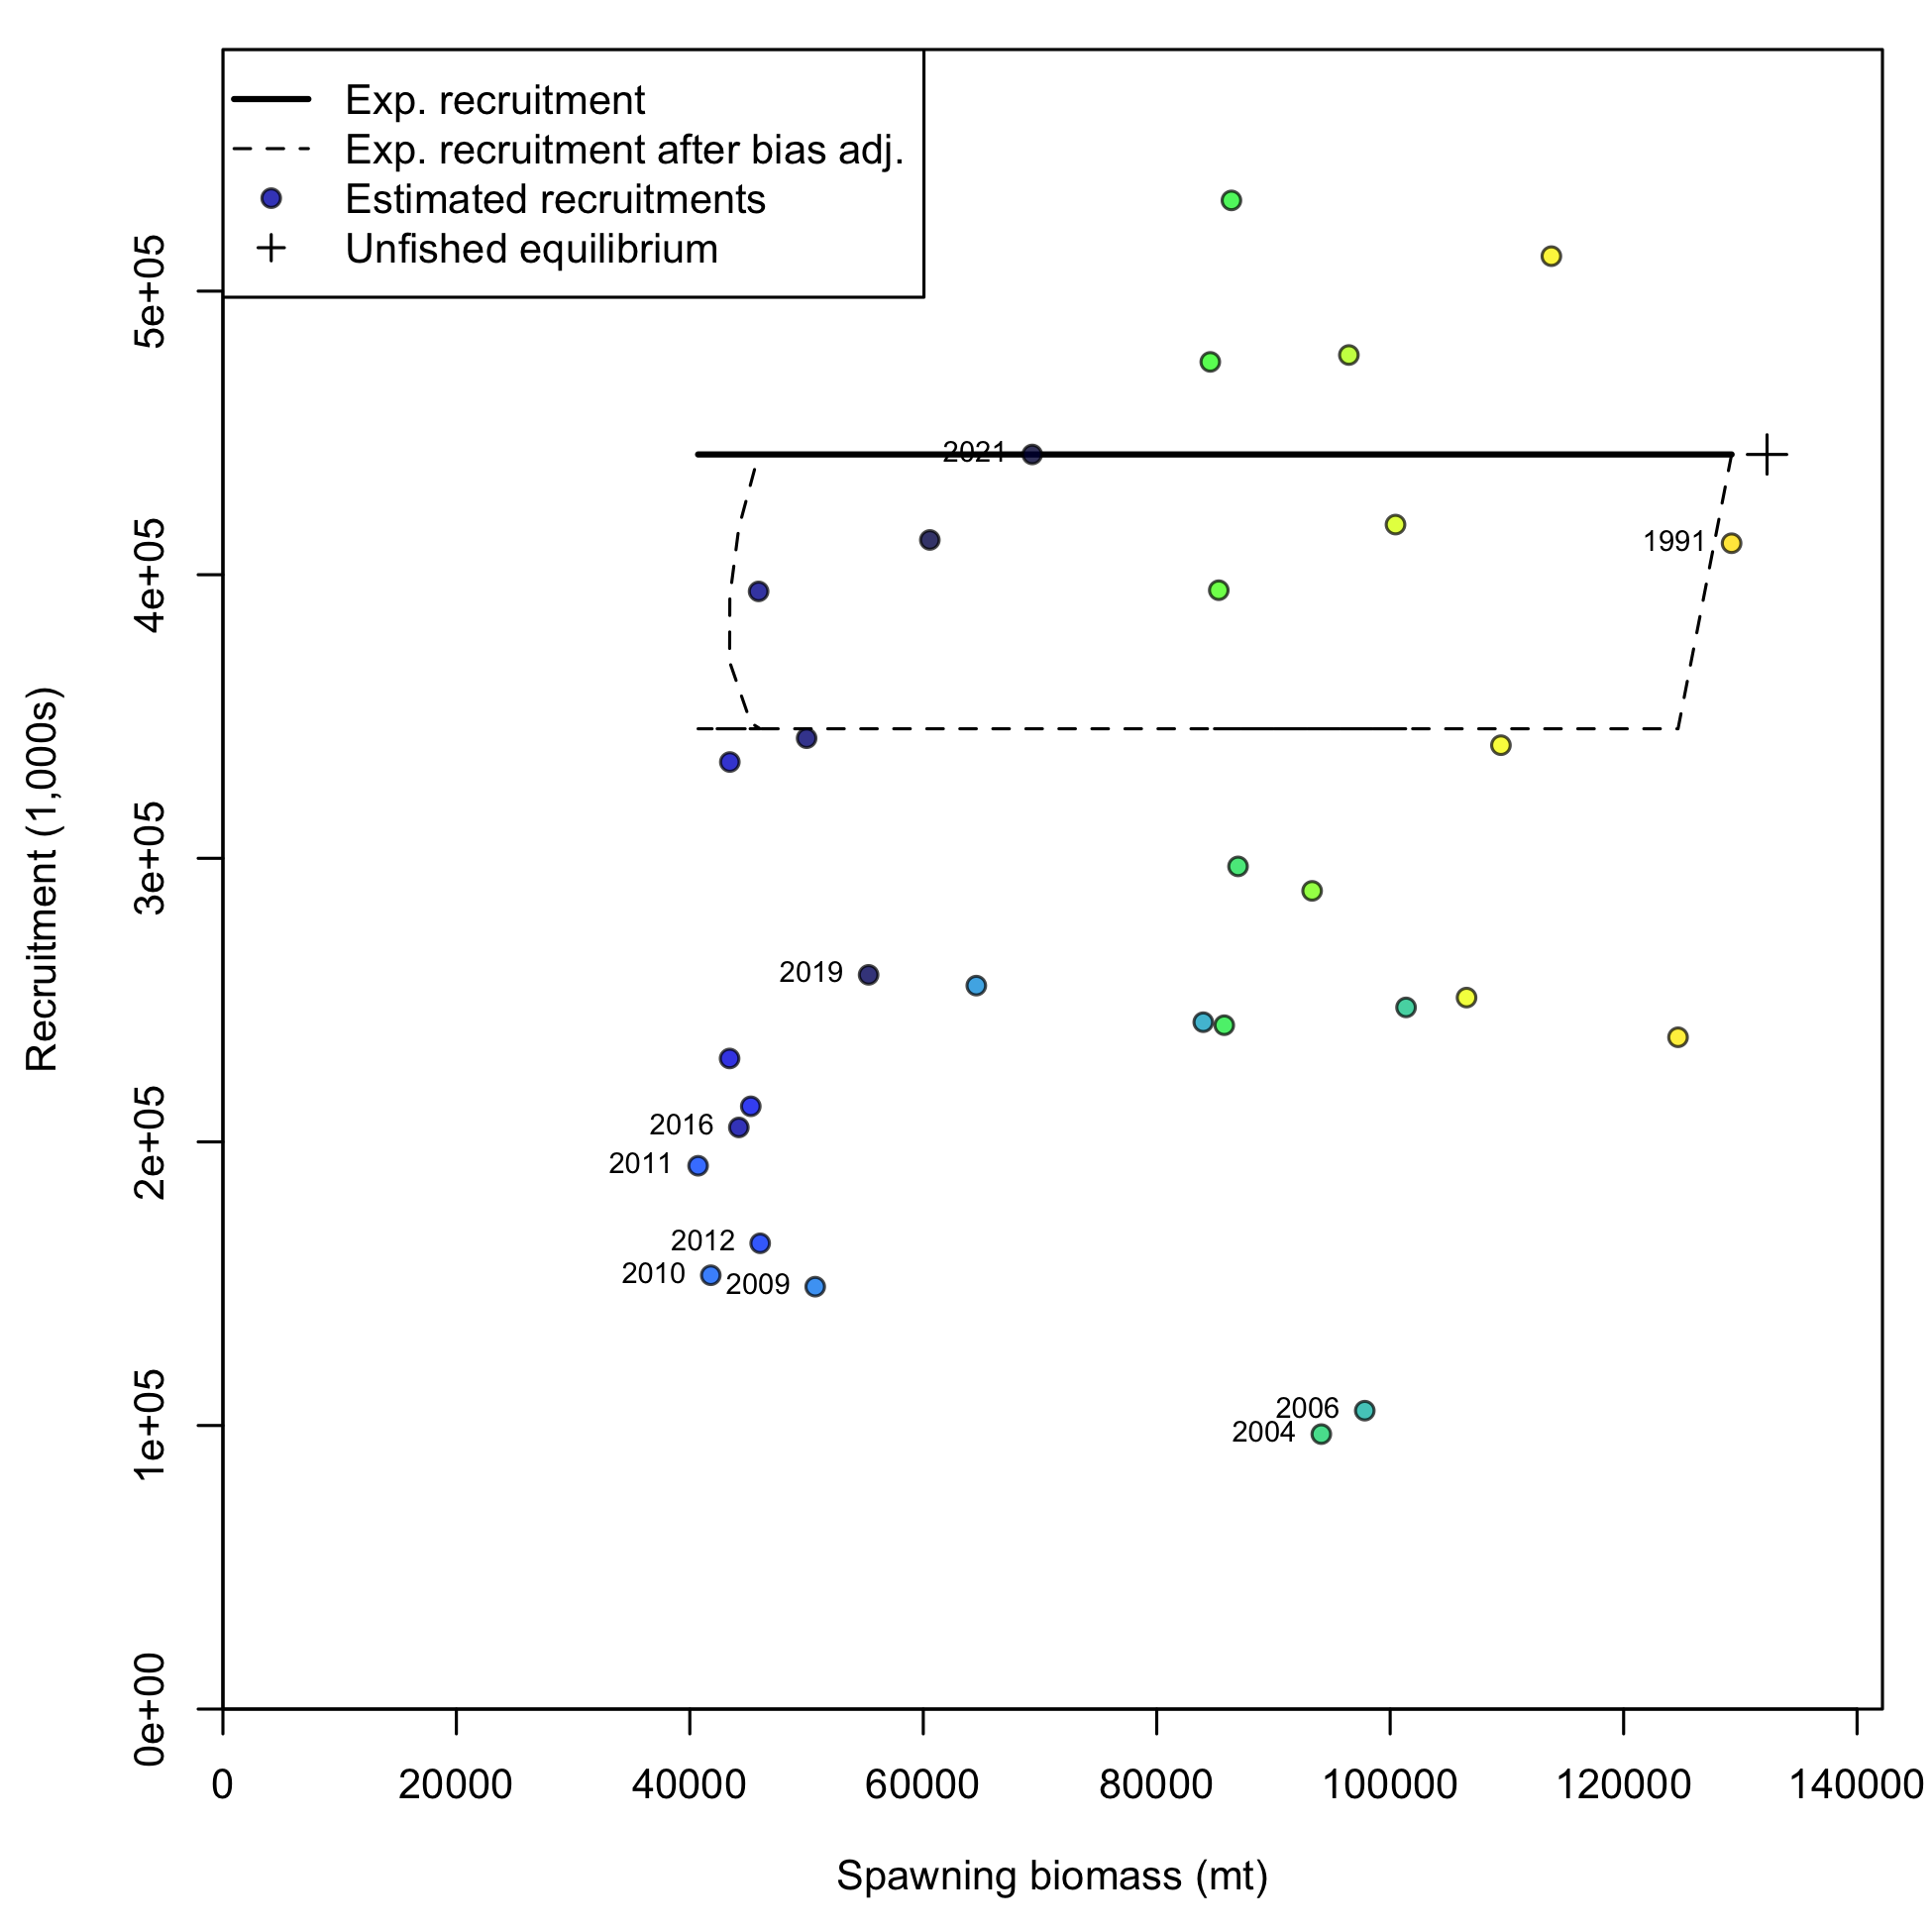 Exp. recruitment
Exp. recruitment after bias adj.
Estimated recruitments
Unfished equilibrium
5e+05
4e+05
3e+05
2e+05
1e+05
0e+00
Recruitment (1,000s)
2021
1991
2019
2016
2011
2012
2010
2009
2006
2004
0 20000 40000 60000 80000 100000 120000 140000
Spawning biomass (mt)